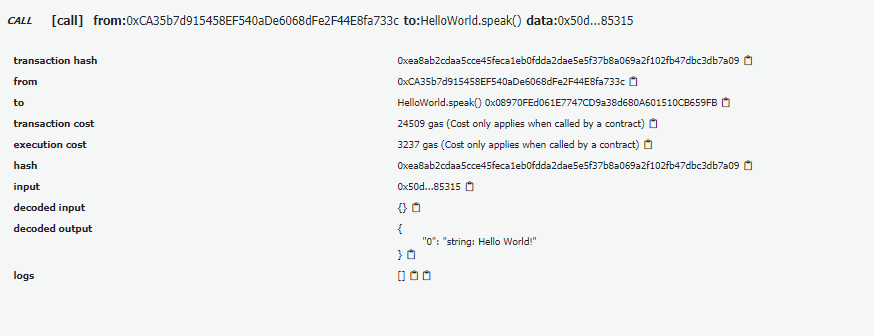 CALL [call] from:0xCA35b7d915458EF540aDe6068dFe2F44E8fa733c to:HelloWorld.speak() data:0x50d...85315
transaction hash 0xea8ab2cdaa5cce45feca1eb0fdda2dae5e5f37b8a069a2f102fb47dbc3db7a09
from 0xCA35b7d915458EF540aDe6068dFe2F44E8fa733c
to HelloWorld.speak() 0x08970FEd061E7747CD9a38d680A601510CB659FB
transaction cost 24509 gas (Cost only applies when called by a contract)
execution cost 3237 gas (Cost only applies when called by a contract)
hash 0xea8ab2cdaa5cce45feca1eb0fdda2dae5e5f37b8a069a2f102fb47dbc3db7a09
input 0x50d...85315
decoded input {}
decoded output {
"0": "string: Hello World!"
}
logs []